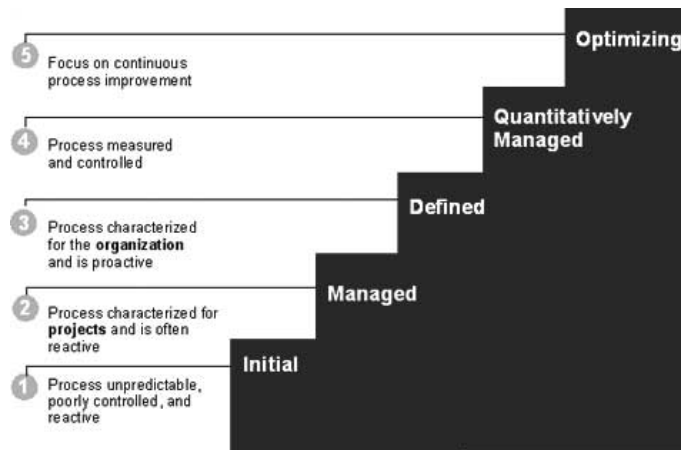 5
Optimizing
Focus on continuous
process improvement
4
Quantitatively
Managed
Process measured
and controlled
3
Defined
Process characterized
for the organization
and is proactive
2
Managed
Process characterized for
projects and is often
reactive
1
Initial
Process unpredictable,
poorly controlled, and
reactive